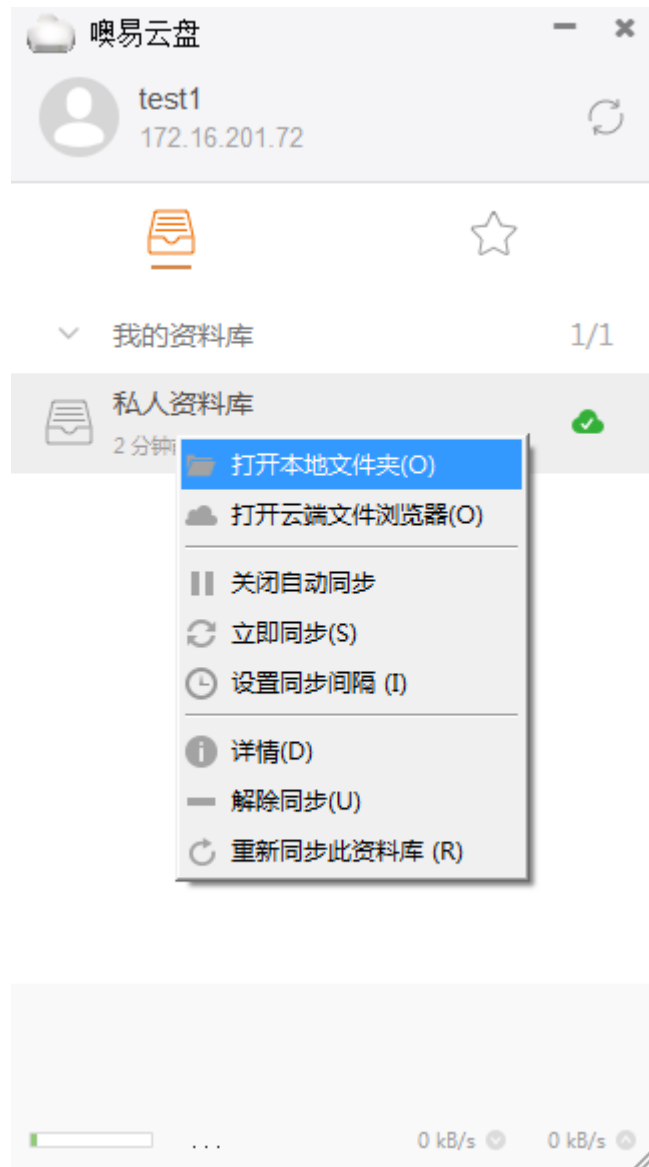 噢易云盘
test1
172.16.201.72
我的资料库 1/1
私人资料库
2 分钟
打开本地文件夹(O)
打开云端文件浏览器(O)
关闭自动同步
立即同步(S)
设置同步间隔 (I)
详情(D)
解除同步(U)
重新同步此资料库 (R)
... 0 kB/s 0 kB/s